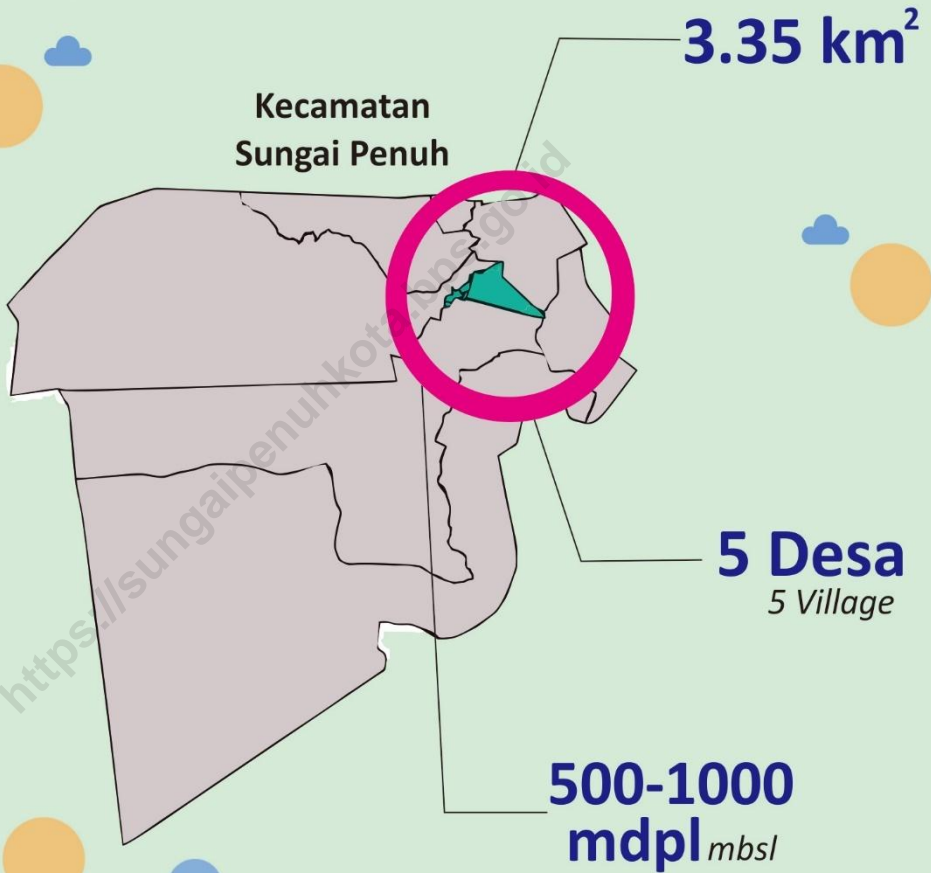 3.35 km²
Kecamatan
Sungai Penuh
https://sungaipenuhkota.bps.go.id
5 Desa
5 Village
500-1000
mdpl mbsl